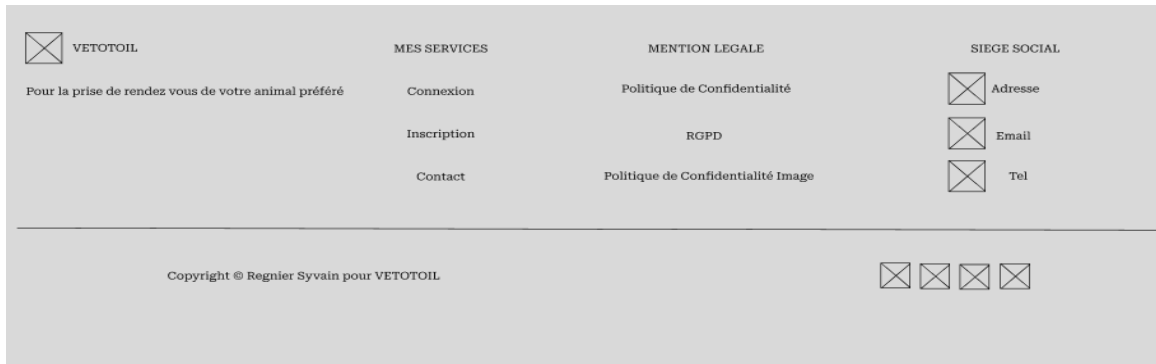 VETOTOIL
Pour la prise de rendez vous de votre animal préféré
MES SERVICES
Connexion
Inscription
Contact
MENTION LEGALE
Politique de Confidentialité
RGPD
Politique de Confidentialité Image
SIEGE SOCIAL
Adresse
Email
Tel
Copyright © Regnier Syvain pour VETOTOIL